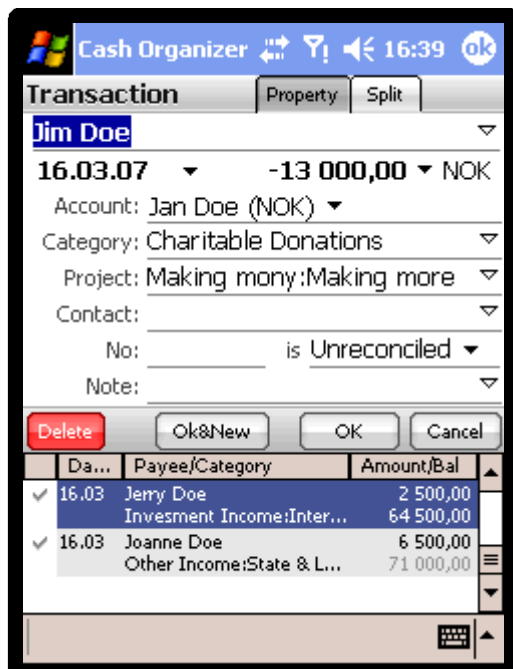 Cash Organizer 16:39 ok
Transaction Property Split
Jim Doe
16.03.07 -13 000,00 NOK
Account: Jan Doe (NOK)
Category: Charitable Donations
Project: Making mony:Making more
Contact:
No: is Unreconciled
Note:
Delete Ok&New OK Cancel
Da... Payee/Category Amount/Bal
16.03 Jerry Doe 2 500,00
Invesment Income:Inter... 64 500,00
16.03 Joanne Doe 6 500,00
Other Income:State & L... 71 000,00